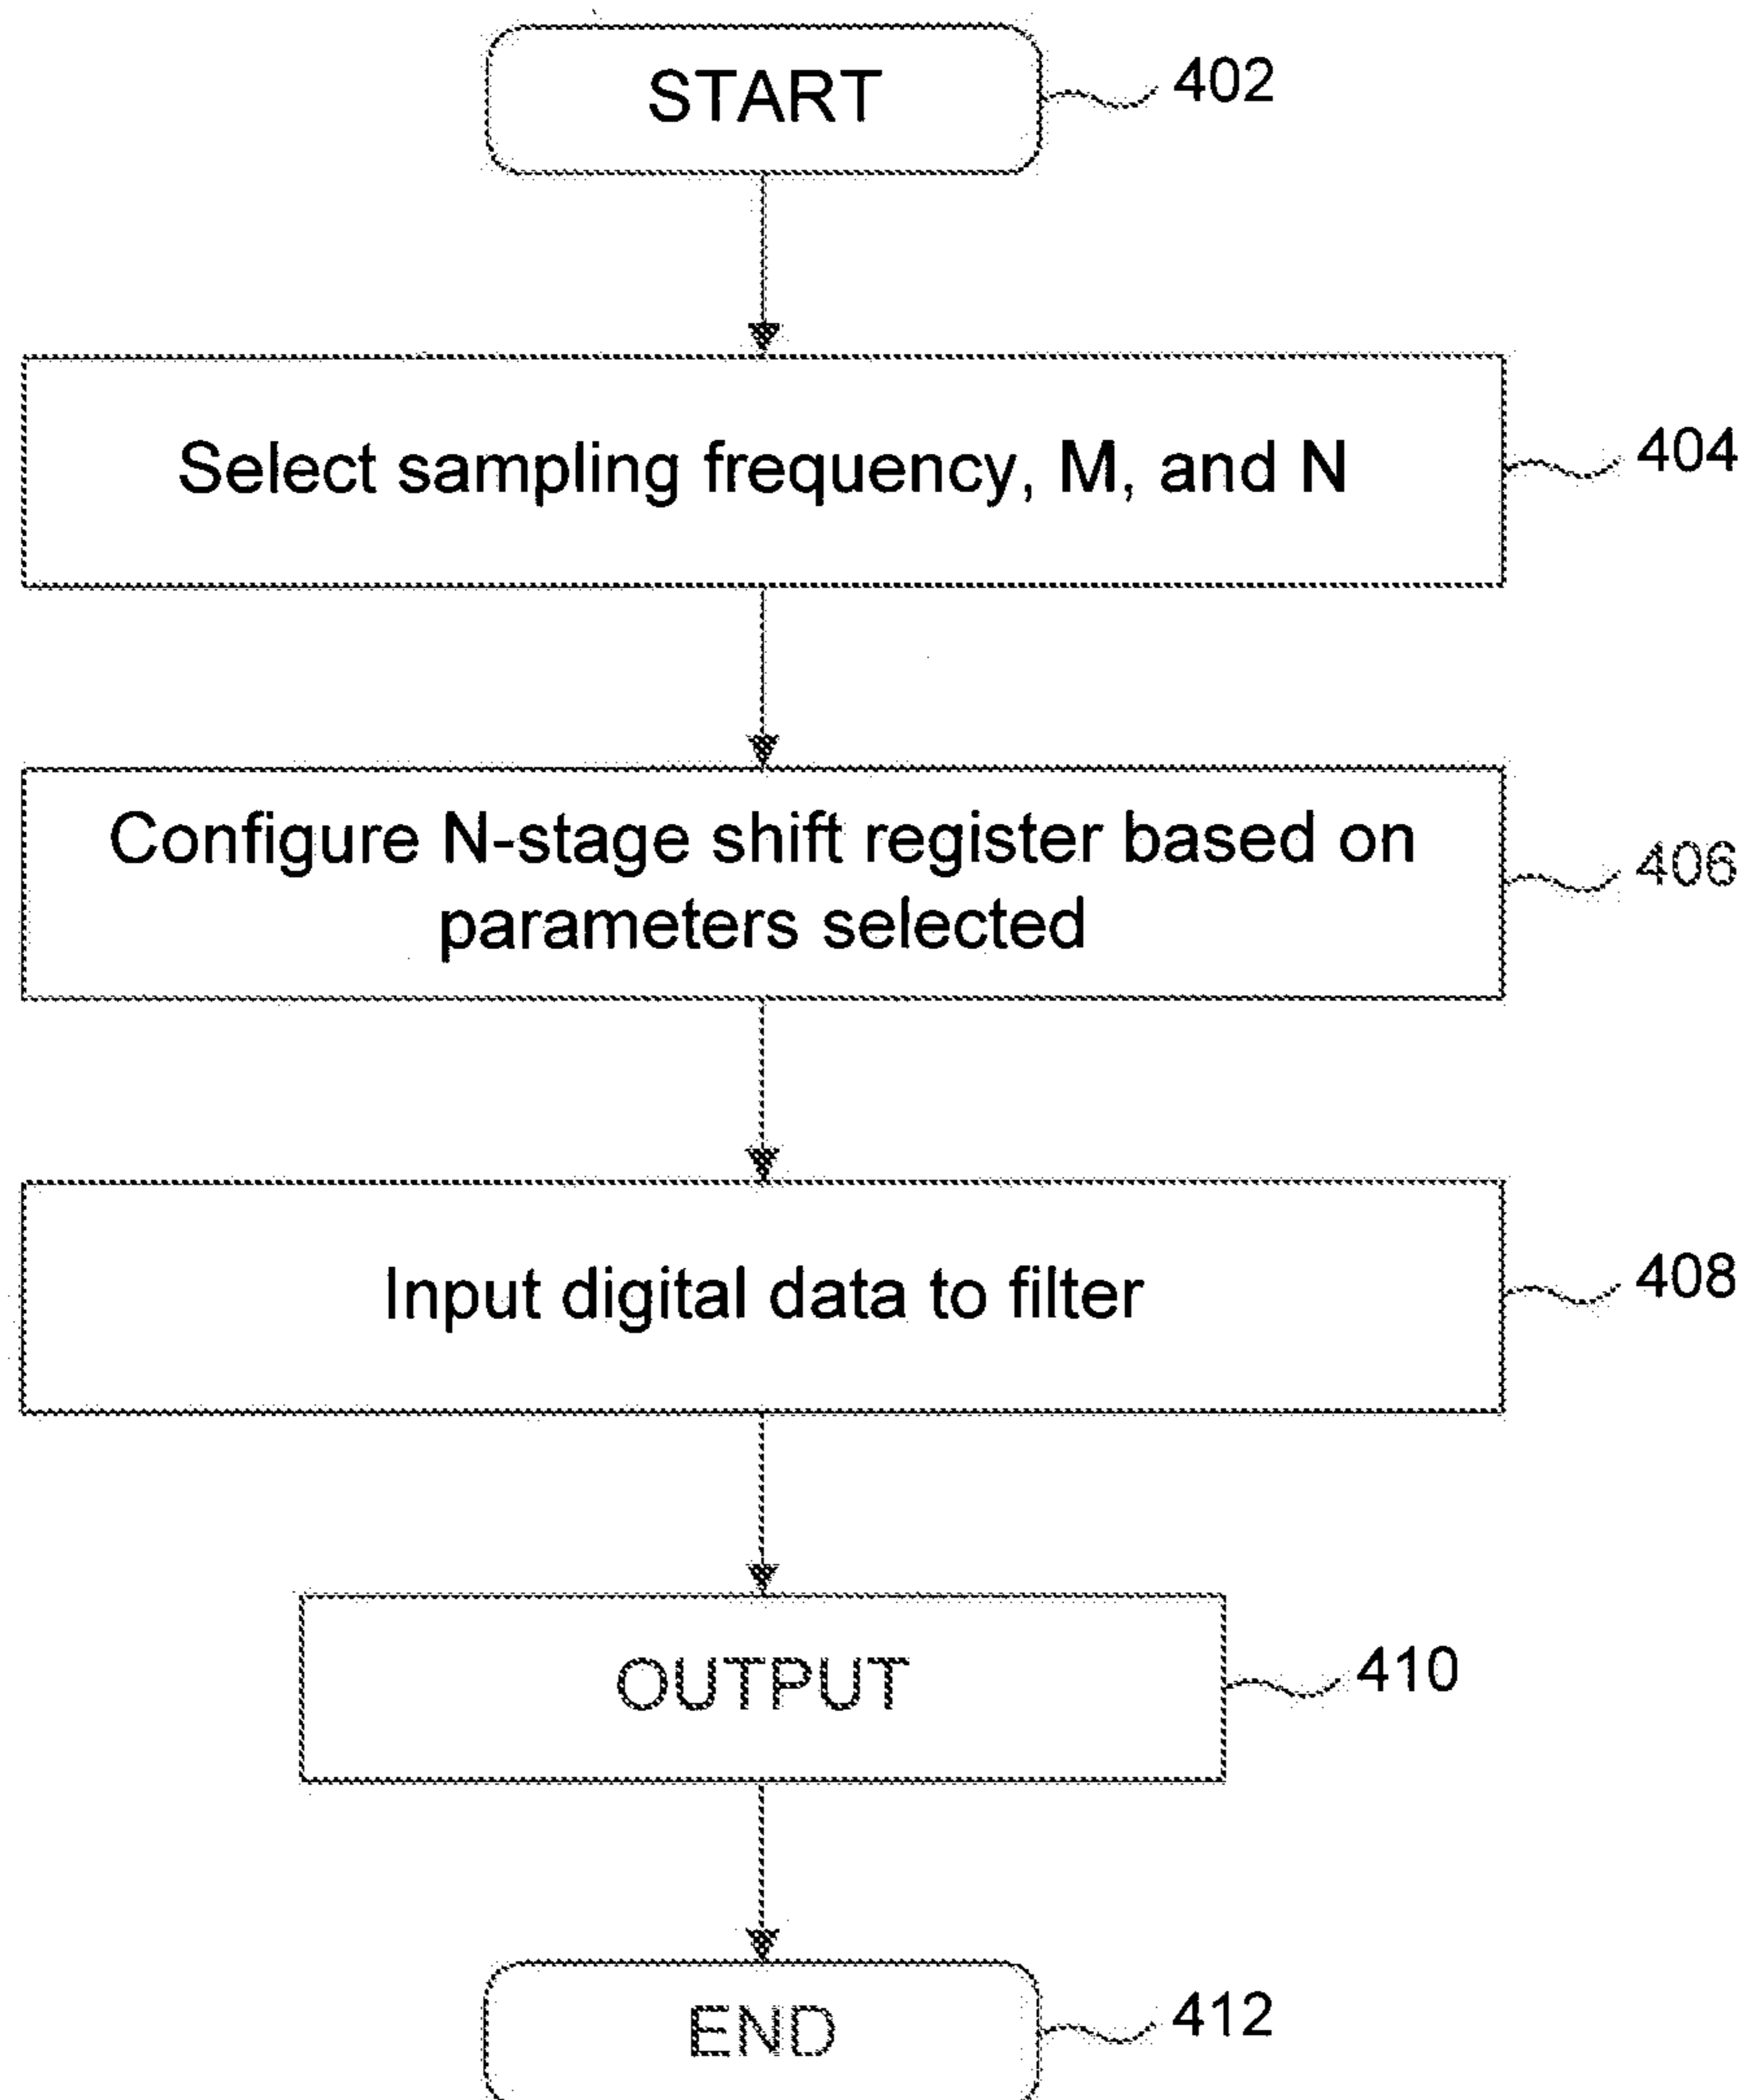 START
402
Select sampling frequency, M, and N
404
Configure N-stage shift register based on
parameters selected
406
Input digital data to filter
408
OUTPUT
410
END
412